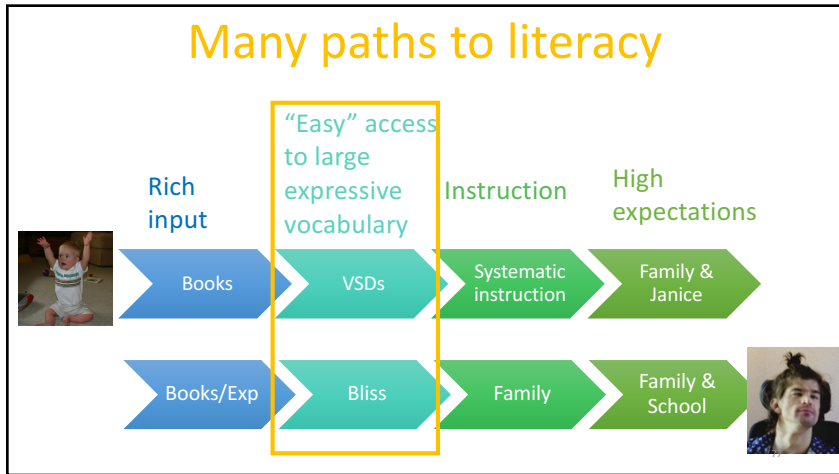 Many paths to literacy
Rich
input
“Easy” access
to large
expressive
vocabulary
Instruction
High
expectations
Books
VSDs
Systematic
instruction
Family &
Janice
Books/Exp
Bliss
Family
Family &
School